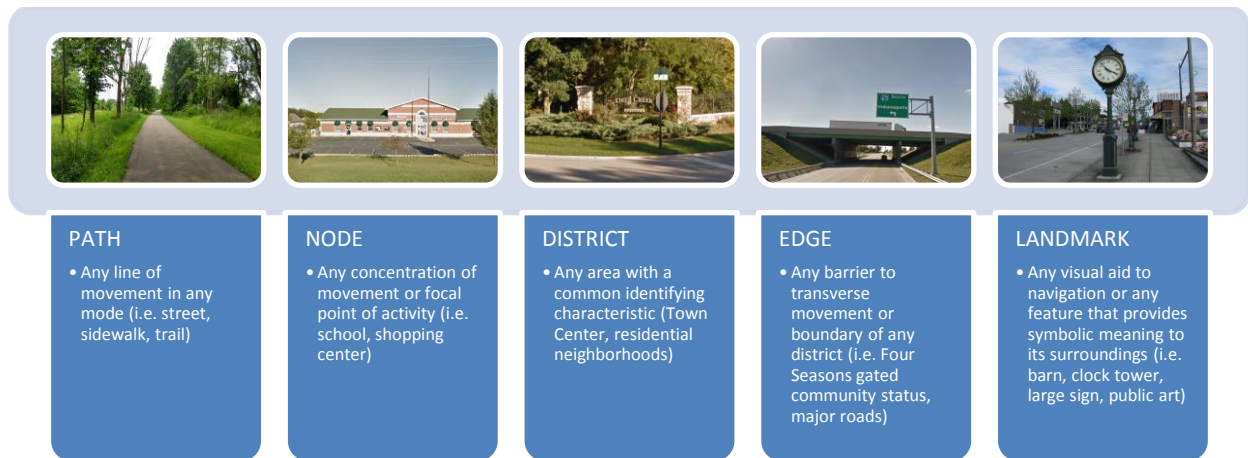 Indianapolis
PATH
• Any line of
movement in any
mode (i.e. street,
sidewalk, trail)
NODE
• Any concentration of
movement or focal
point of activity (i.e.
school, shopping
center)
DISTRICT
• Any area with a
common identifying
characteristic (Town
Center, residential
neighborhoods)
EDGE
• Any barrier to
transverse
movement or
boundary of any
district (i.e. Four
Seasons gated
community status,
major roads)
LANDMARK
• Any visual aid to
navigation or any
feature that provides
symbolic meaning to
its surroundings (i.e.
barn, clock tower,
large sign, public art)